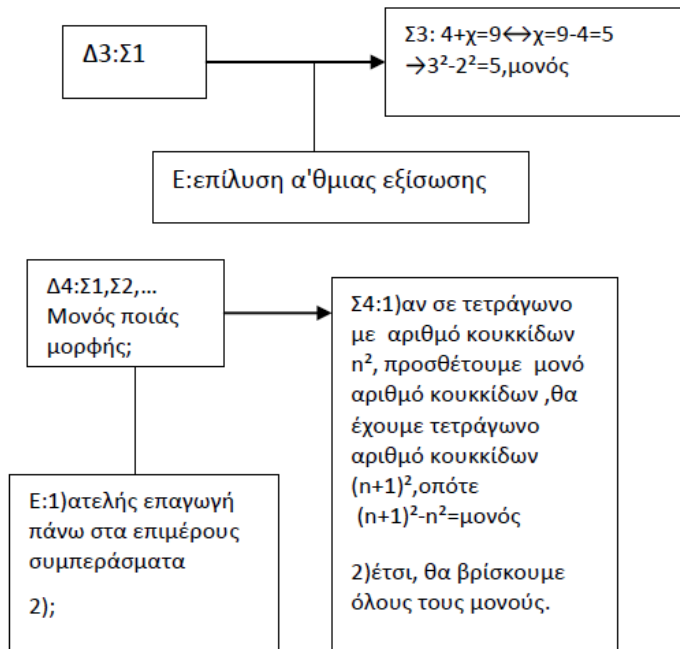 Δ3:Σ1
Σ3: 4+χ=9↔χ=9-4=5
→3²-2²=5,μονός
Ε:επίλυση α'θμιας εξίσωσης
Δ4:Σ1,Σ2,...
Μονός ποιάς
μορφής;
Σ4:1)αν σε τετράγωνο
με αριθμό κουκκίδων
n², προσθέτουμε μονό
αριθμό κουκκίδων ,θα
έχουμε τετράγωνο
αριθμό κουκκίδων
(n+1)²,οπότε
(n+1)²-n²=μονός
2)έτσι, θα βρίσκουμε
όλους τους μονούς.
Ε:1)ατελής επαγωγή
πάνω στα επιμέρους
συμπεράσματα
2);